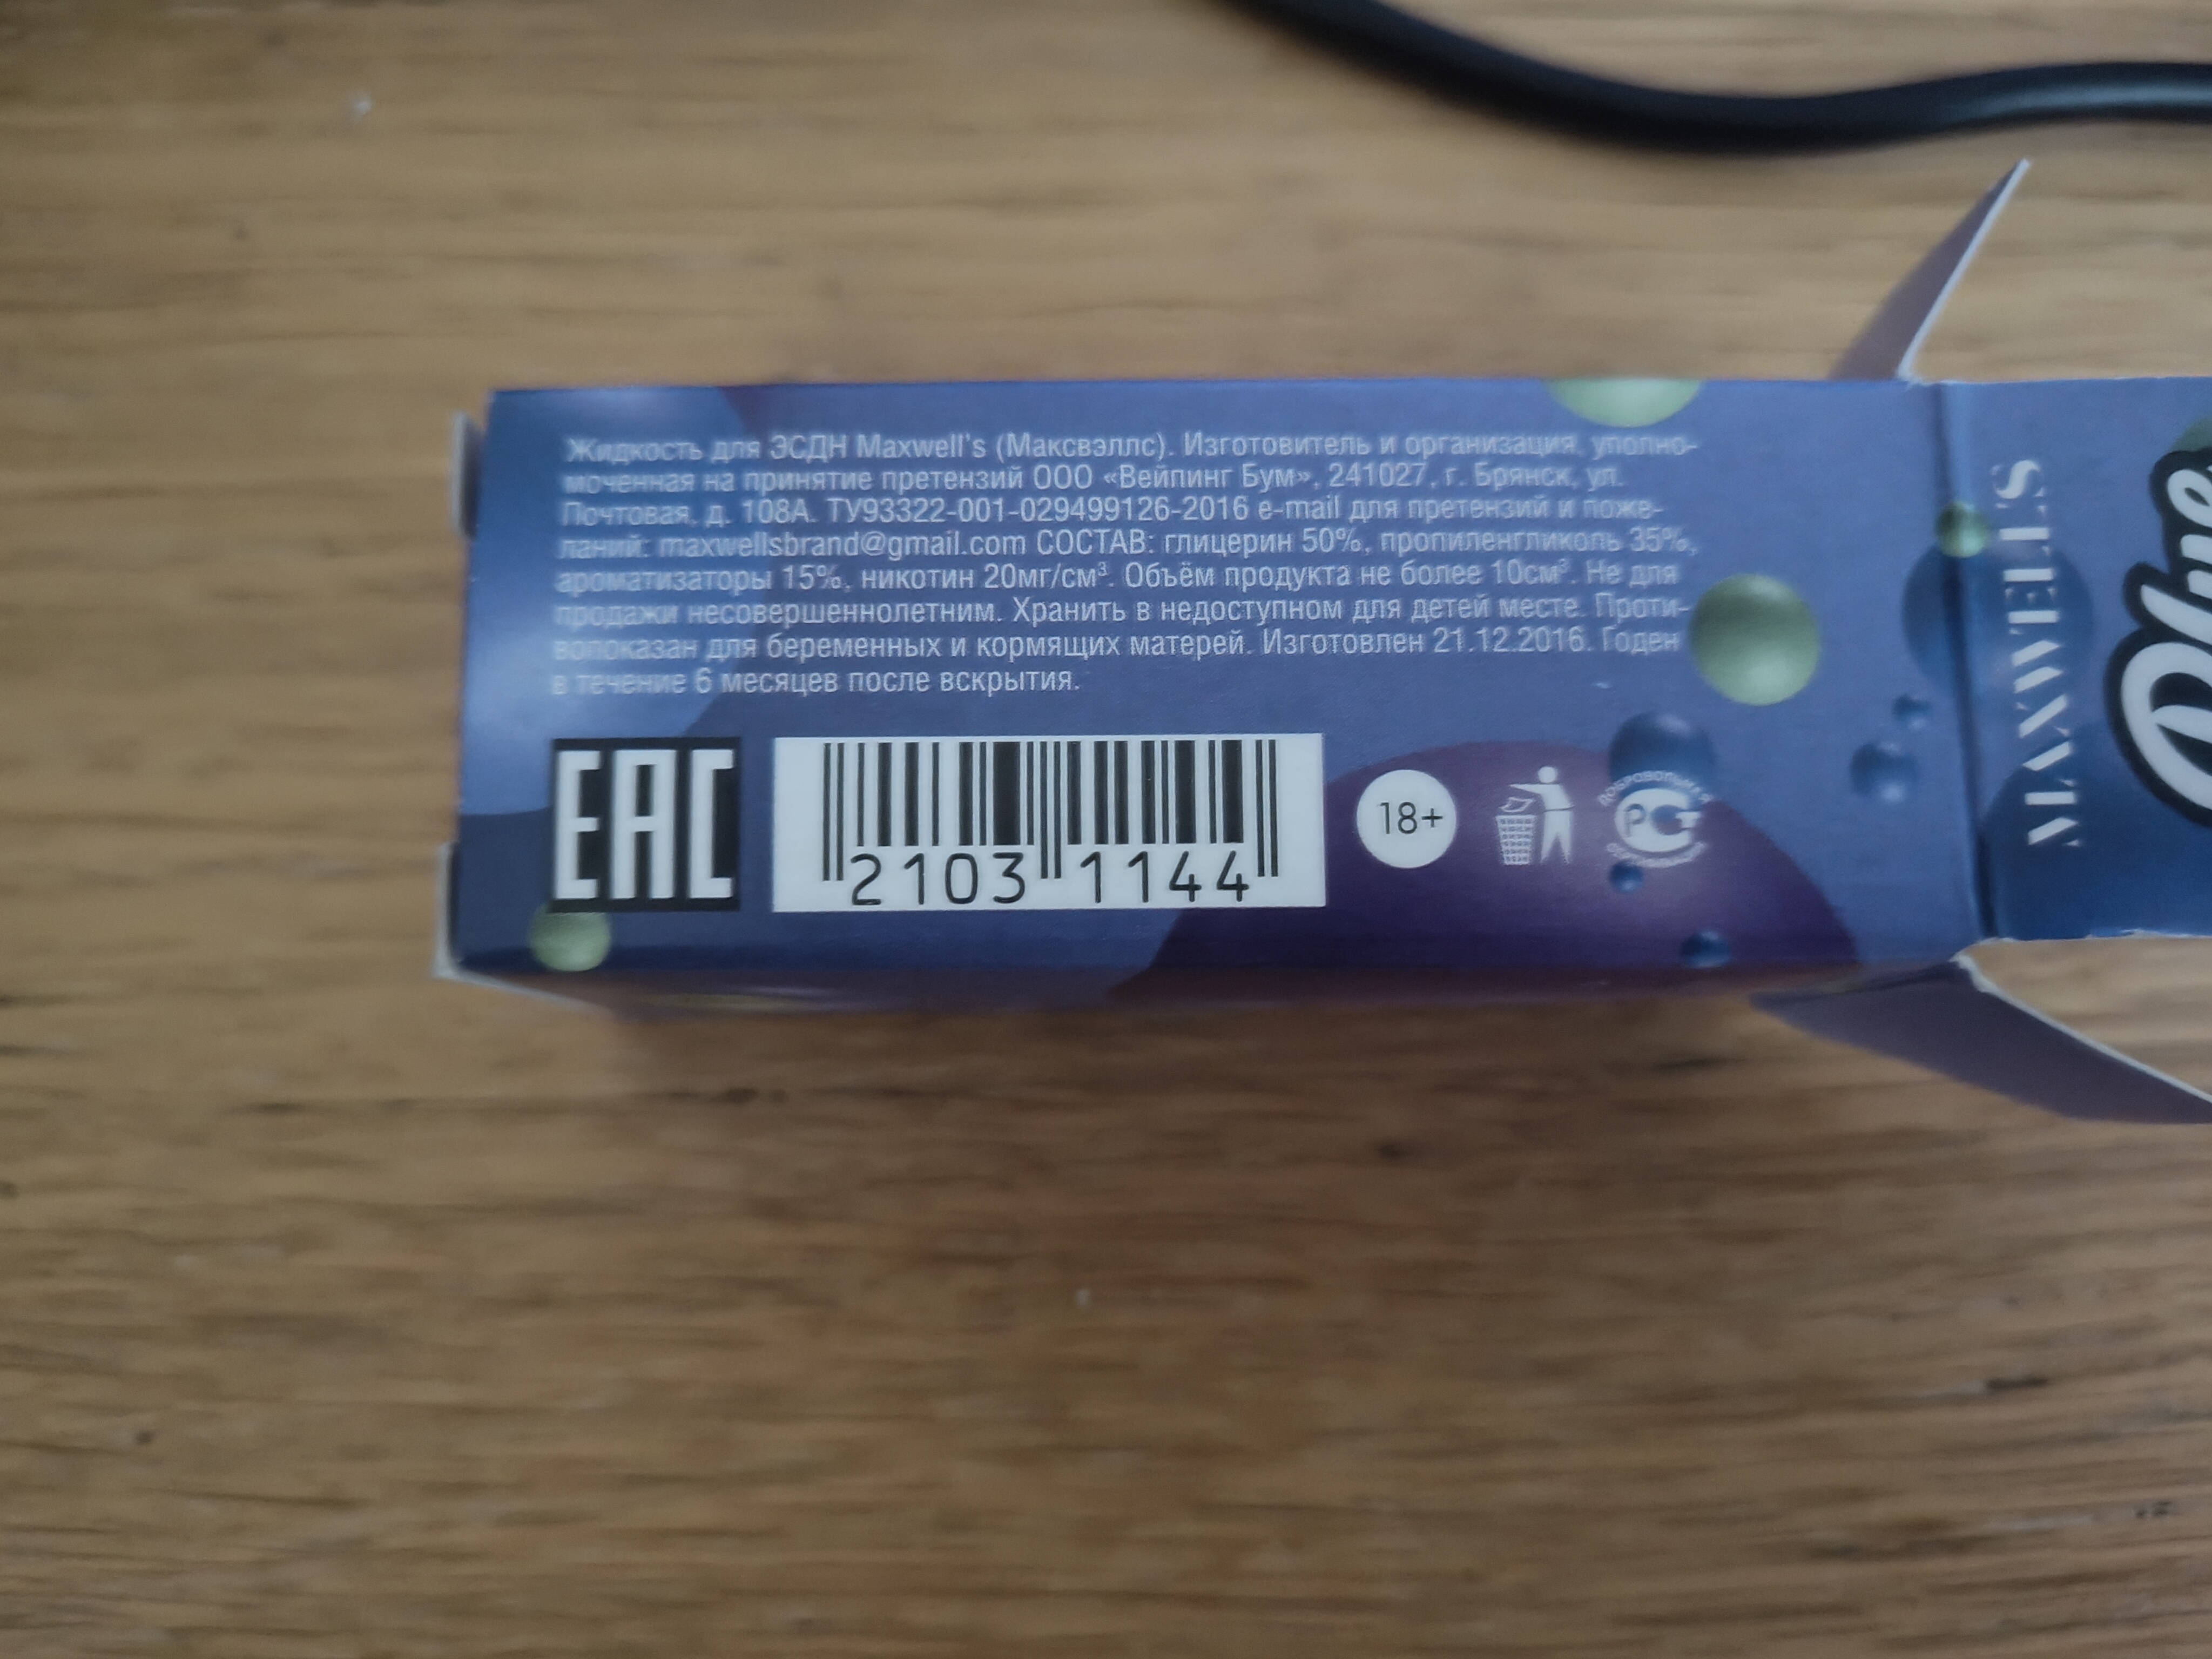 Жидкость для ЭСДН Maxwell's (Максвэллс). Изготовитель и организация, уполно-
моченная на принятие претензий ООО «Вейпинг Бум», 241027, г. Брянск, ул.
Почтовая, д. 108А. ТУ93322-001-029499126-2016 e-mail для претензий и поже-
ланий: maxwellsbrand@gmail.com СОСТАВ: глицерин 50%, пропиленгликоль 35%,
ароматизаторы 15%, никотин 20мг/см³. Объём продукта не более 10см³. Не для
продажи несовершеннолетним. Хранить в недоступном для детей месте. Проти-
вопоказан для беременных и кормящих матерей. Изготовлен 21.12.2016. Годен
в течение 6 месяцев после вскрытия.
ЕАС
2103 1144
18+
ДОБРОВОЛЬНАЯ
РСТ
MAXWELL'S